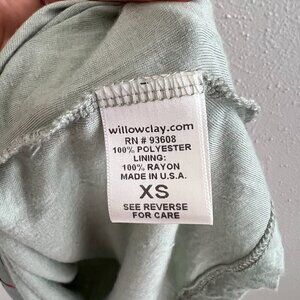 willowclay.com
RN # 93608
100% POLYESTER
LINING:
100% RAYON
MADE IN U.S.A.
XS
SEE REVERSE
FOR CARE